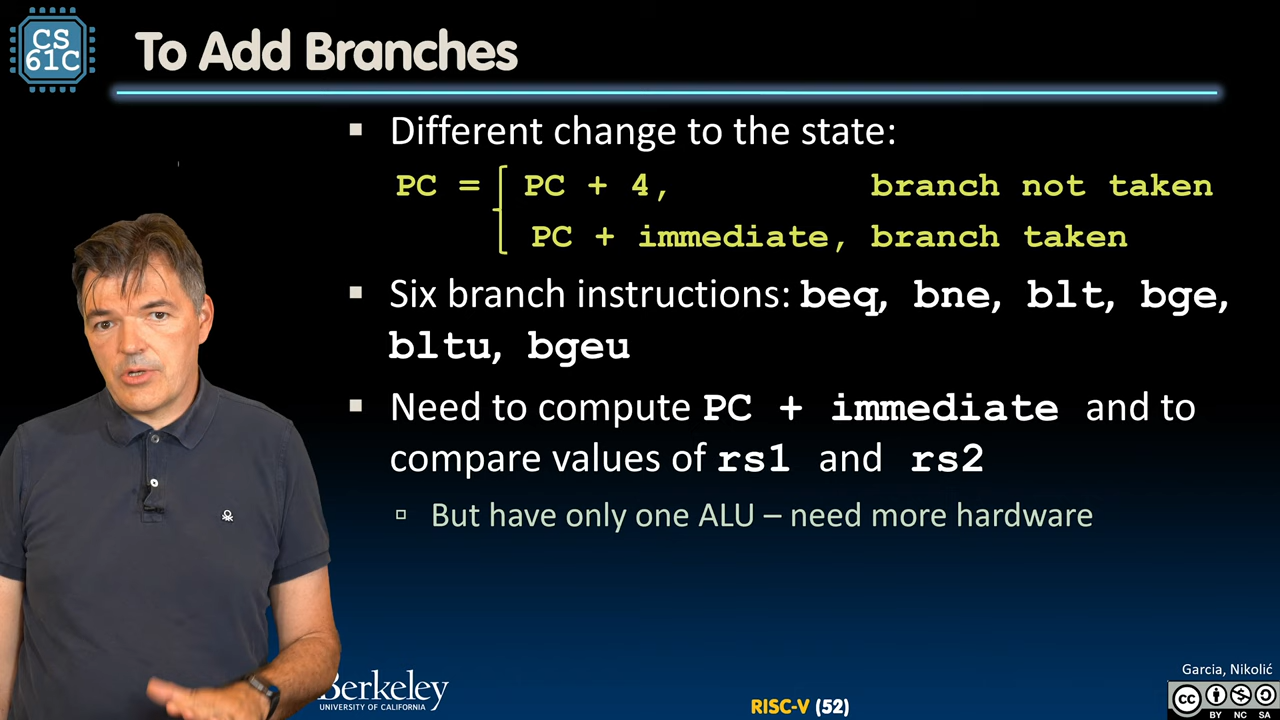 CS
61C
To Add Branches
▪ Different change to the state:
PC = PC + 4, branch not taken
PC + immediate, branch taken
▪ Six branch instructions: beq, bne, blt, bge,
bltu, bgeu
▪ Need to compute PC + immediate and to
compare values of rs1 and rs2
▫ But have only one ALU – need more hardware
Berkeley
UNIVERSITY OF CALIFORNIA
RISC-V (52)
Garcia, Nikolić
cc
BY NC SA